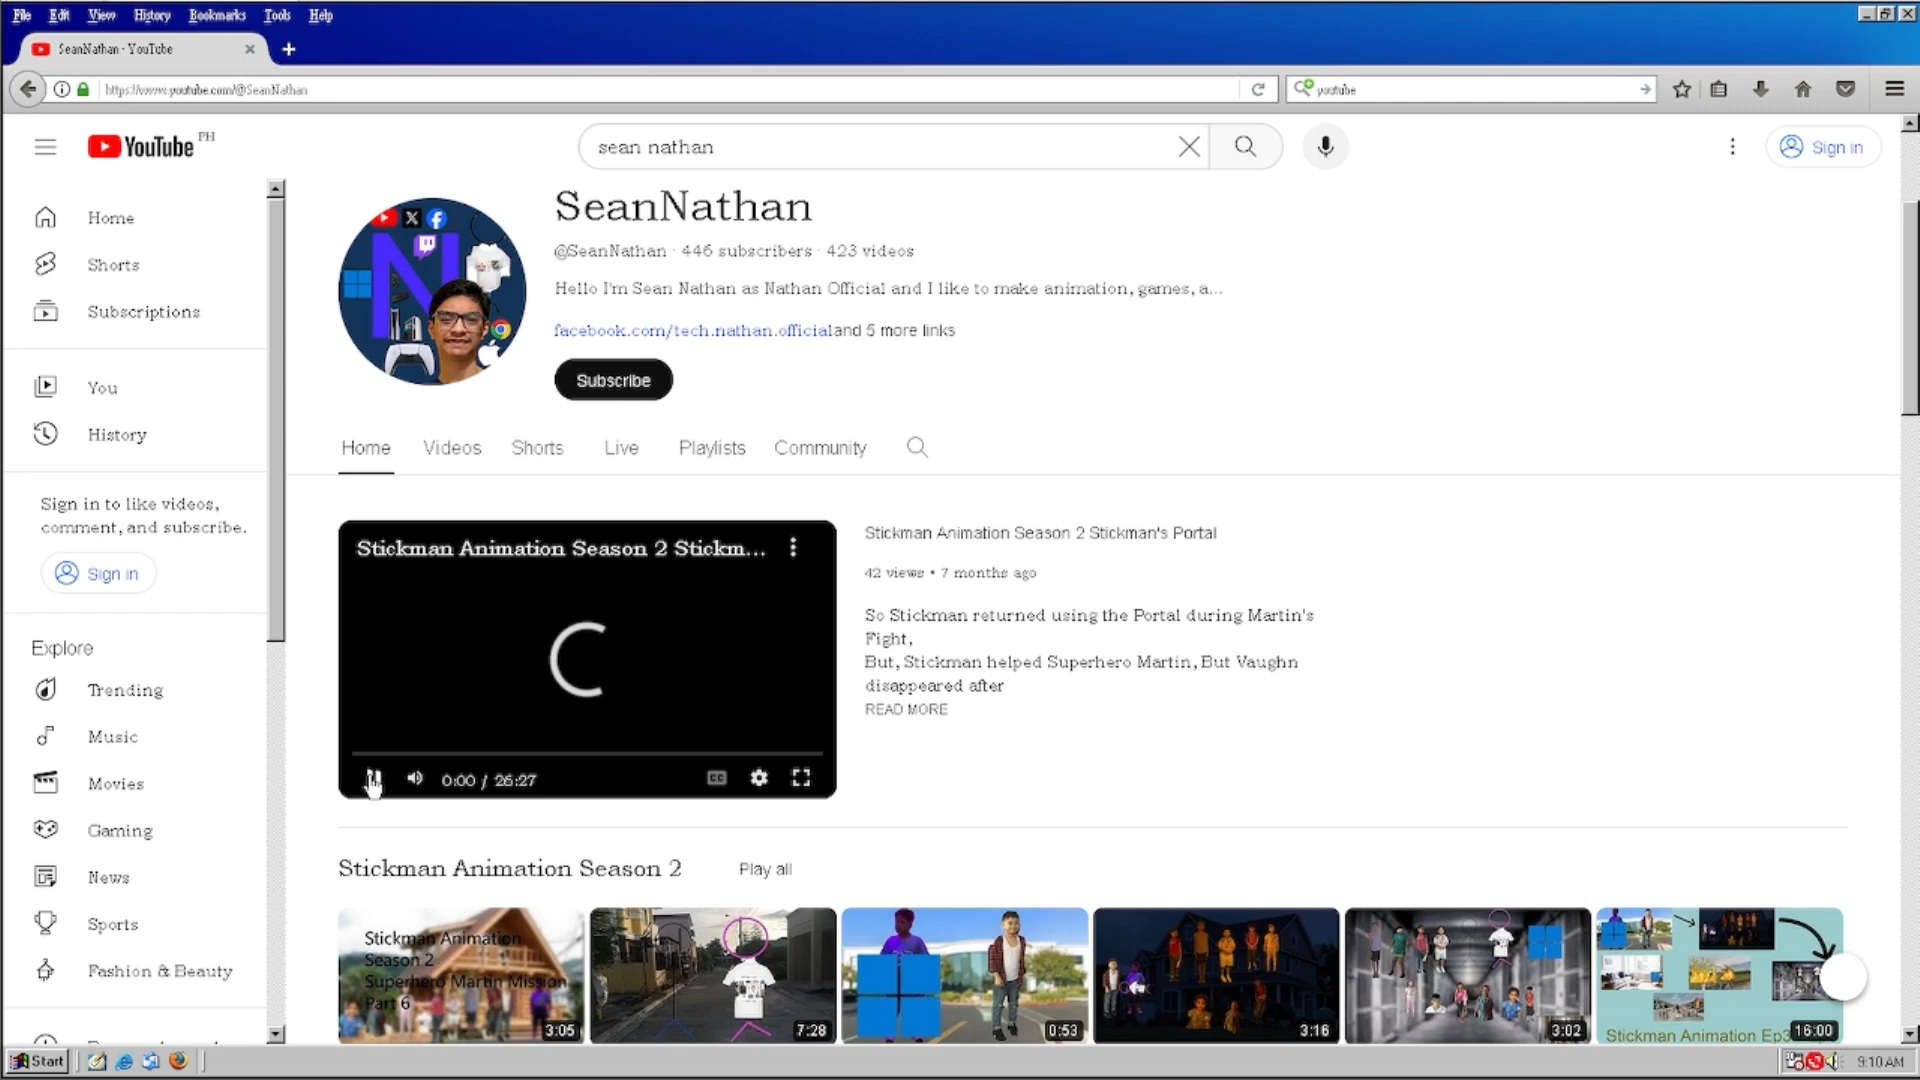 File Edit View History Bookmarks Tools Help
SeanNathan - YouTube
https://www.youtube.com/@SeanNathan
youtube
YouTube PH
sean nathan
Sign in
Home
Shorts
Subscriptions
You
History
Sign in to like videos,
comment, and subscribe.
Sign in
Explore
Trending
Music
Movies
Gaming
News
Sports
Fashion & Beauty
SeanNathan
@SeanNathan · 446 subscribers · 423 videos
Hello I'm Sean Nathan as Nathan Official and I like to make animation, games, a...
facebook.com/tech.nathan.officialand 5 more links
Subscribe
Home Videos Shorts Live Playlists Community
Stickman Animation Season 2 Stickm...
CC
0:00 / 26:27
Stickman Animation Season 2 Stickman's Portal
42 views • 7 months ago
So Stickman returned using the Portal during Martin's
Fight,
But, Stickman helped Superhero Martin, But Vaughn
disappeared after
READ MORE
Stickman Animation Season 2 Play all
Stickman Animation
Season 2
Superhero Martin Mission
Part 6
3:05
7:28
0:53
3:16
3:02
Stickman Animation Ep3
16:00
Start
9:10 AM